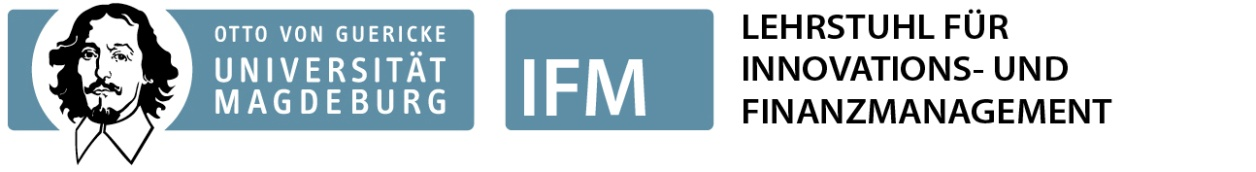 OTTO VON GUERICKE
UNIVERSITÄT
MAGDEBURG
IFM
LEHRSTUHL FÜR
INNOVATIONS- UND
FINANZMANAGEMENT